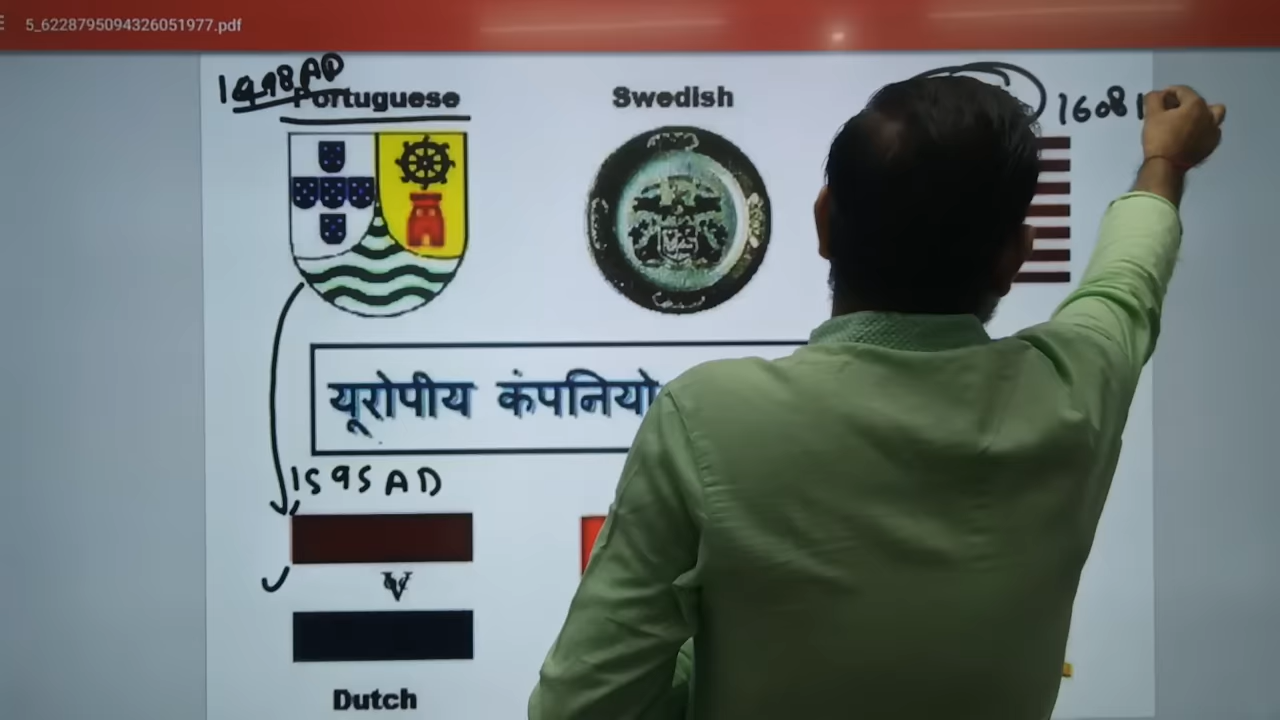 5_6228795094326051977.pdf
1498 AD
Portuguese
Swedish
1608
यूरोपीय कंपनियो
1595 AD
V
Dutch